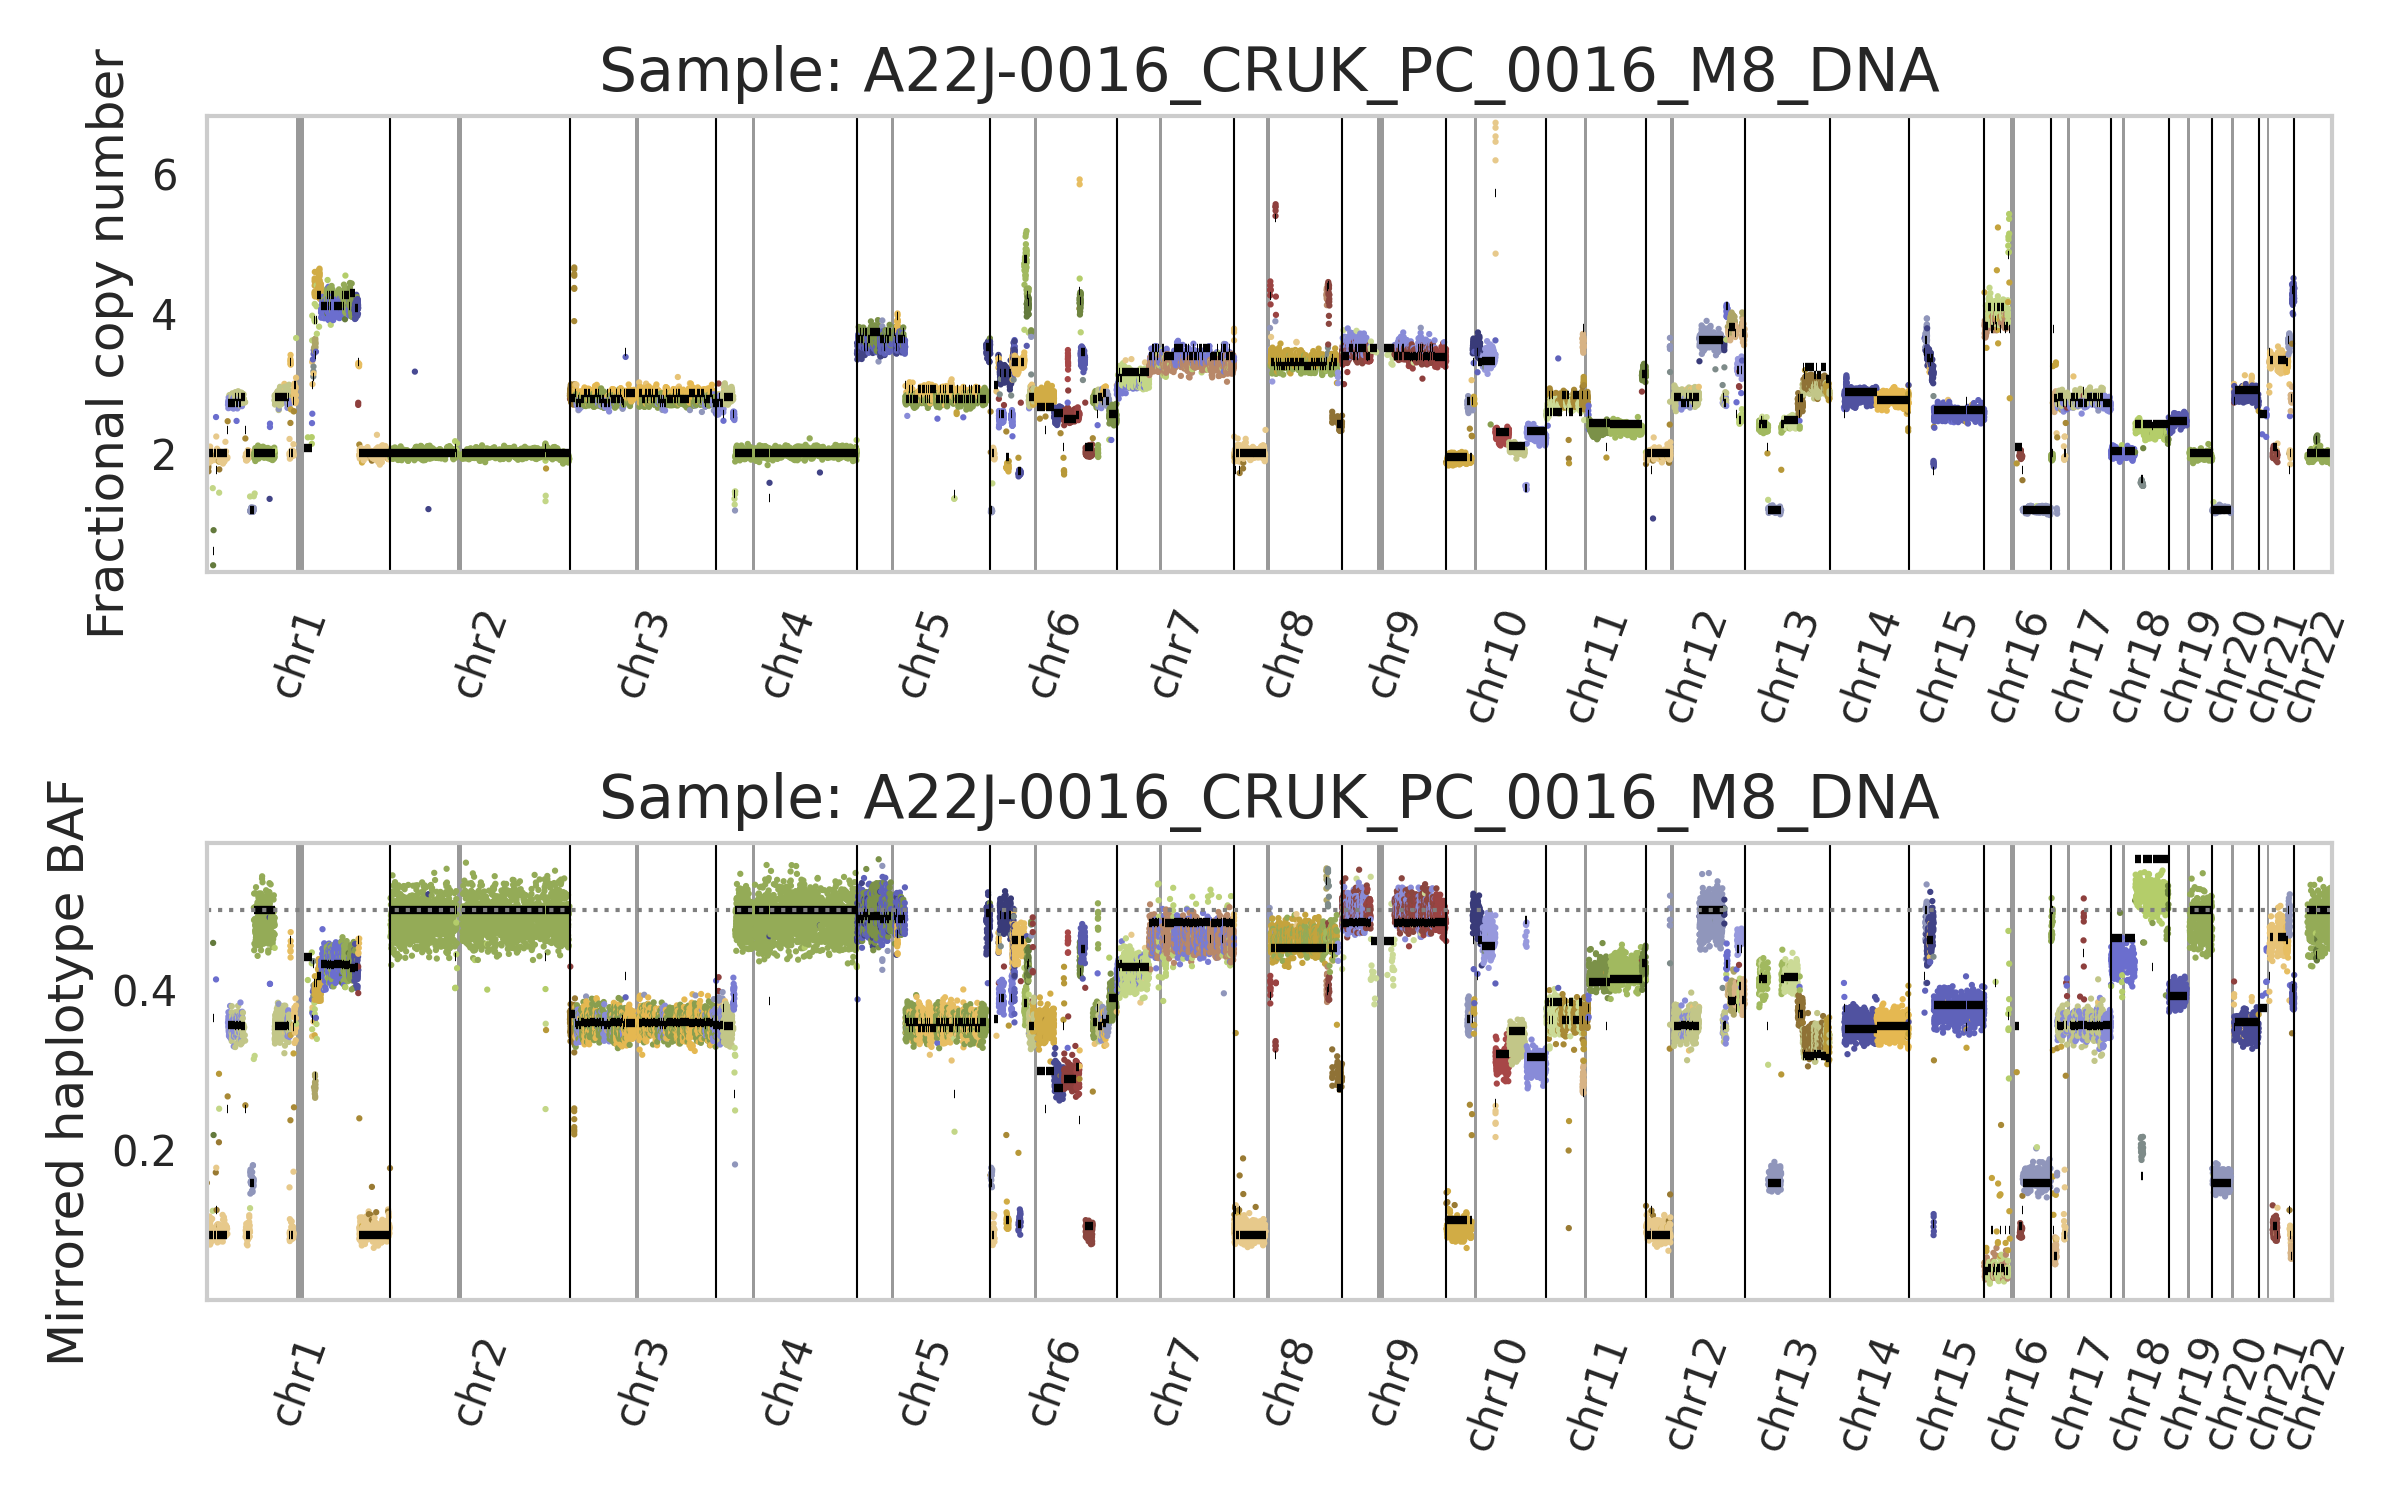 Sample: A22J-0016_CRUK_PC_0016_M8_DNA
Fractional copy number
6
4
2
chr1
chr2
chr3
chr4
chr5
chr6
chr7
chr8
chr9
chr10
chr11
chr12
chr13
chr14
chr15
chr16
chr17
chr18
chr19
chr20
chr21
chr22
Sample: A22J-0016_CRUK_PC_0016_M8_DNA
Mirrored haplotype BAF
0.4
0.2
chr1
chr2
chr3
chr4
chr5
chr6
chr7
chr8
chr9
chr10
chr11
chr12
chr13
chr14
chr15
chr16
chr17
chr18
chr19
chr20
chr21
chr22